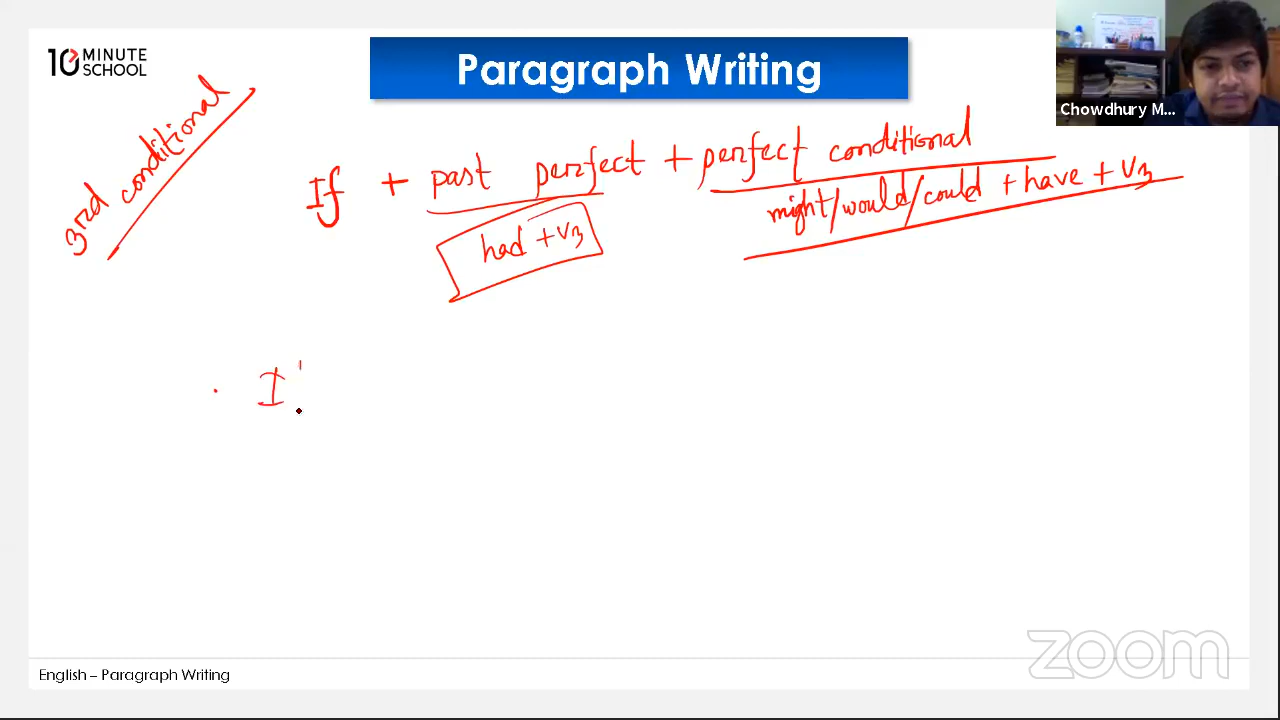 10 MINUTE
SCHOOL
Paragraph Writing
Chowdhury M...
3rd conditional
If + past perfect + perfect conditional
had + v3
might/would/could + have + v3
I
zoom
English – Paragraph Writing